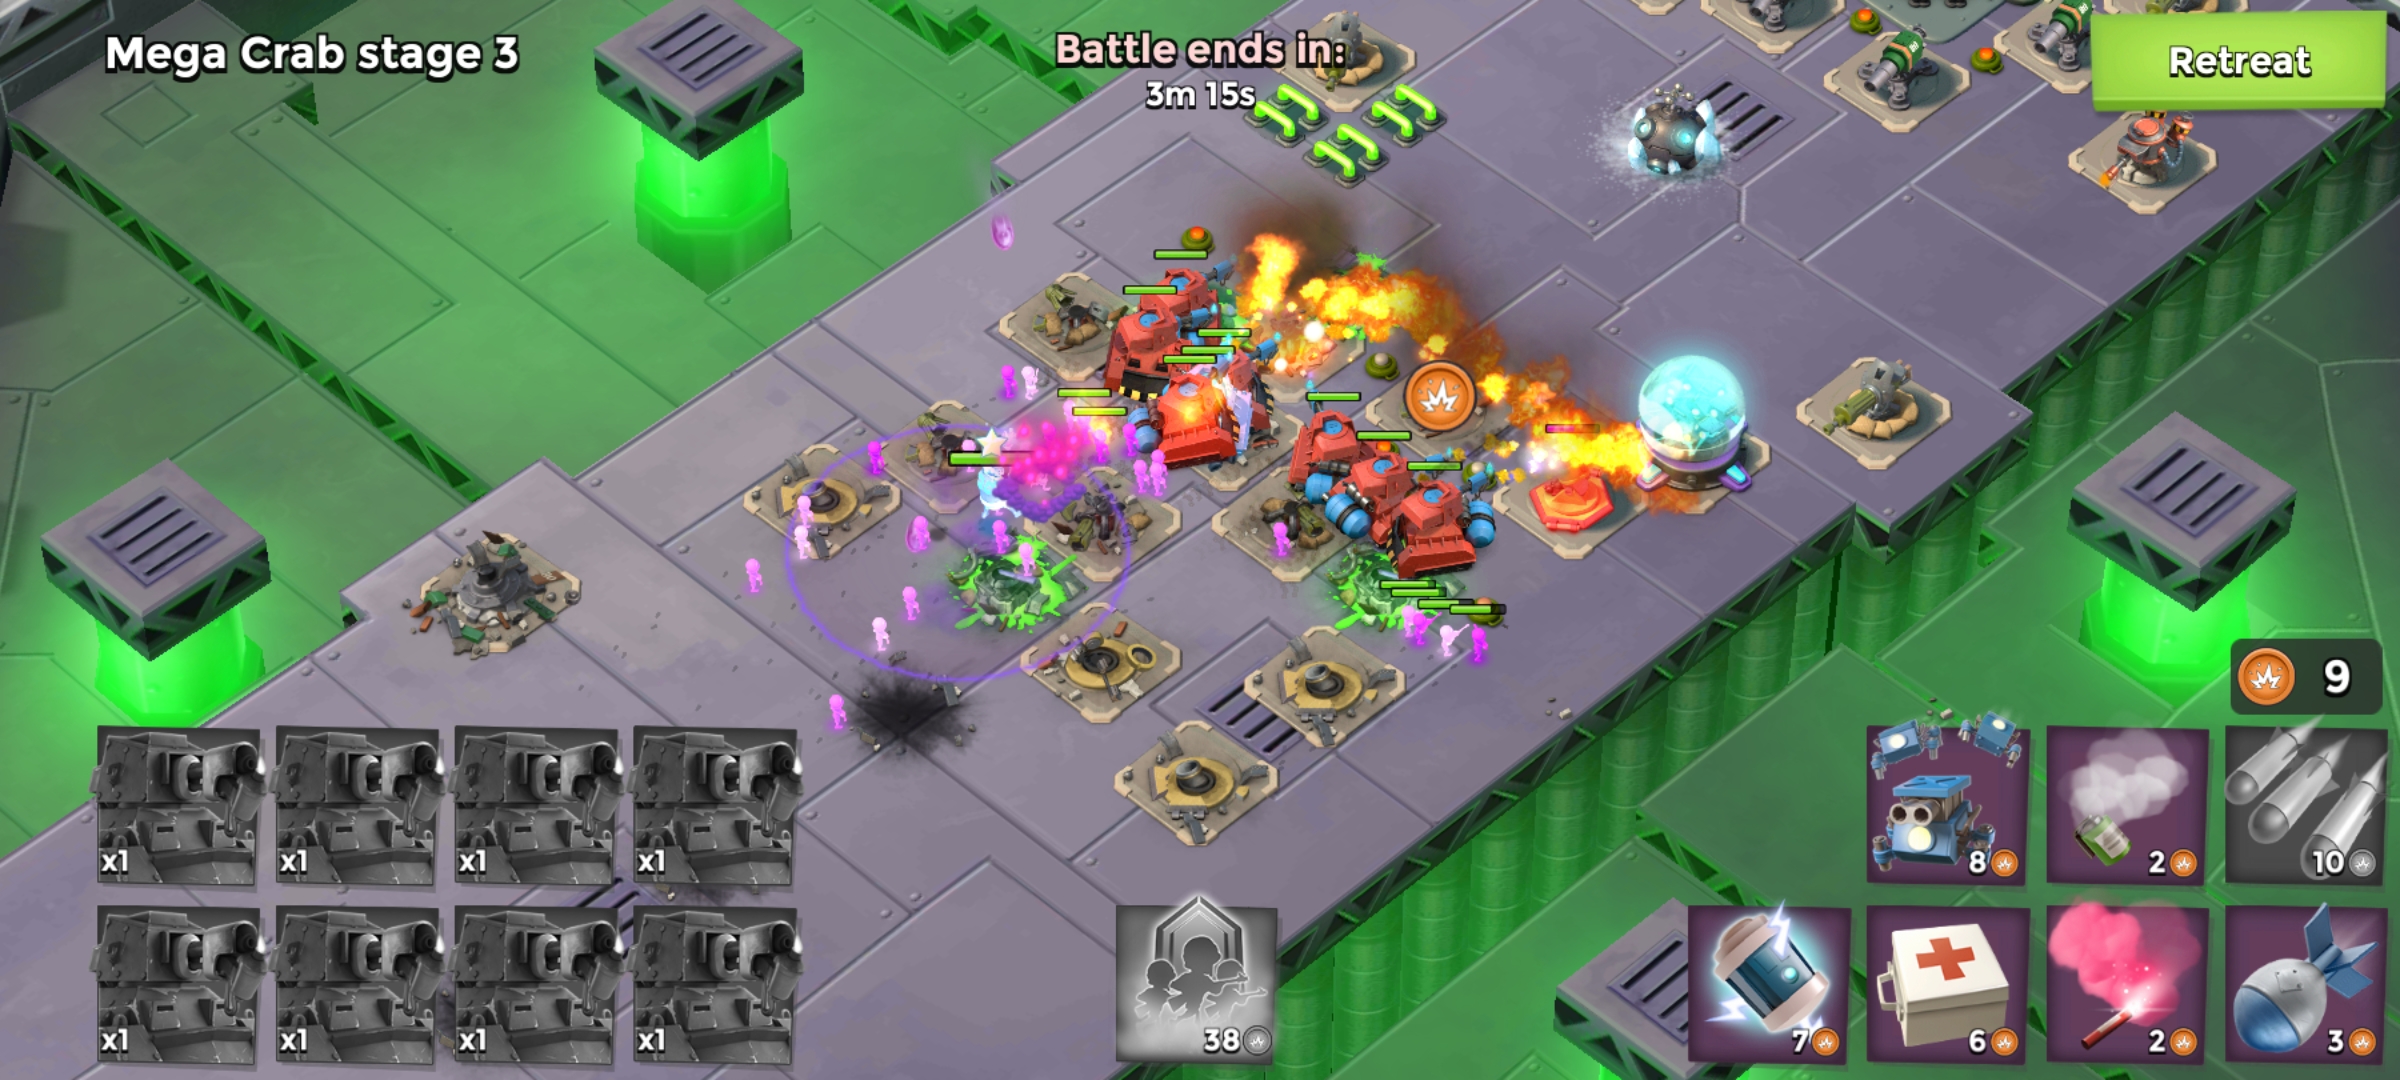 Mega Crab stage 3
Battle ends in:
3m 15s
Retreat
9
8
2
10
x1
x1
x1
x1
7
6
2
3
38
x1
x1
x1
x1